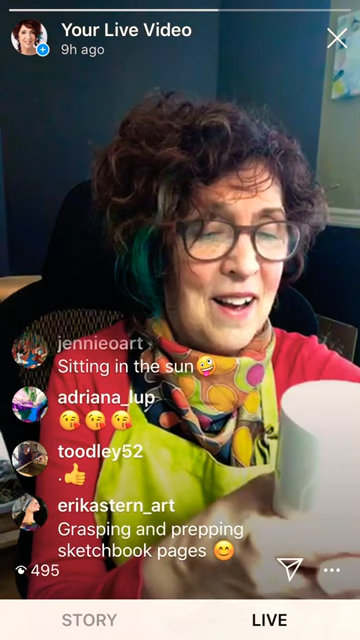 Your Live Video
9h ago
jennieoart
Sitting in the sun🤪
adriana_lup
😘😘😘
toodley52
.👍
erikastern_art
Grasping and prepping
sketchbook pages 😊
495
STORY
LIVE